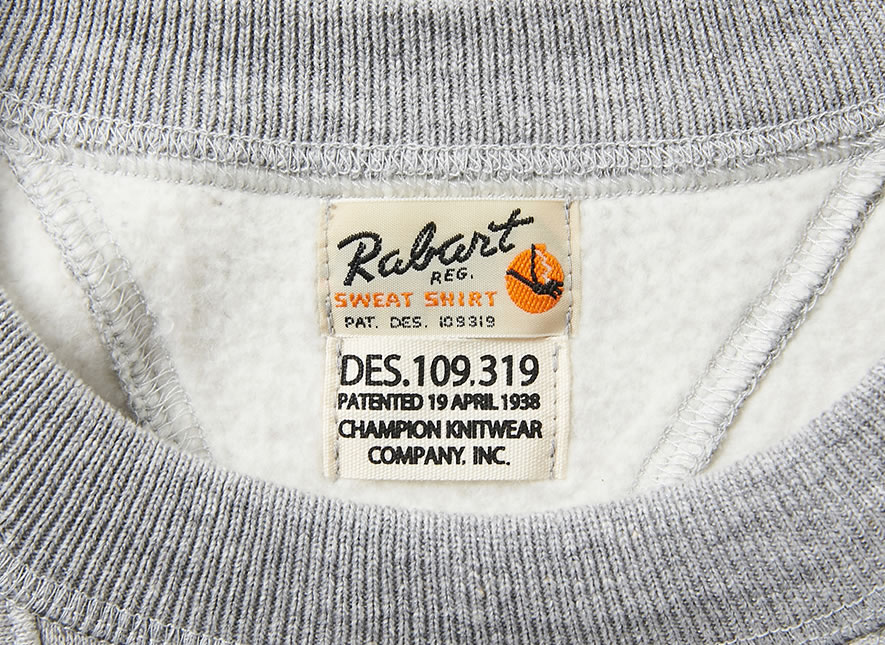 Rabart
REG.
SWEAT SHIRT
PAT. DES. 109319
DES.109.319
PATENTED 19 APRIL 1938
CHAMPION KNITWEAR
COMPANY. INC.